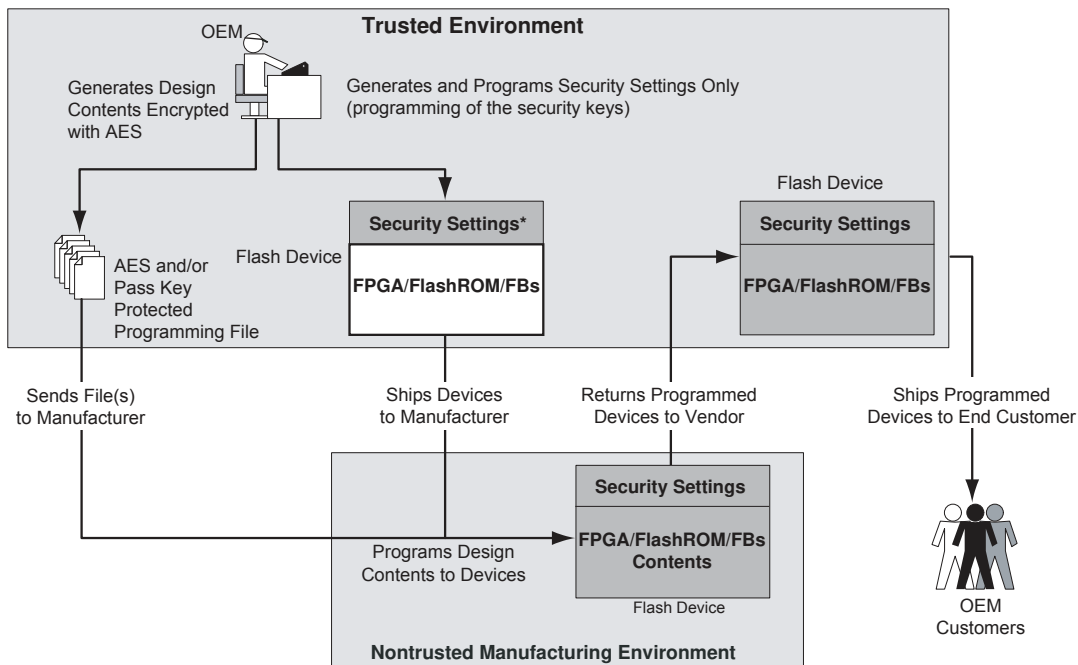 Trusted Environment
OEM
Generates Design
Contents Encrypted
with AES
Generates and Programs Security Settings Only
(programming of the security keys)
Flash Device
Security Settings*
FPGA/FlashROM/FBs
Flash Device
Security Settings
FPGA/FlashROM/FBs
AES and/or
Pass Key
Protected
Programming File
Sends File(s)
to Manufacturer
Ships Devices
to Manufacturer
Returns Programmed
Devices to Vendor
Ships Programmed
Devices to End Customer
Security Settings
FPGA/FlashROM/FBs
Contents
Flash Device
Programs Design
Contents to Devices
OEM
Customers
Nontrusted Manufacturing Environment